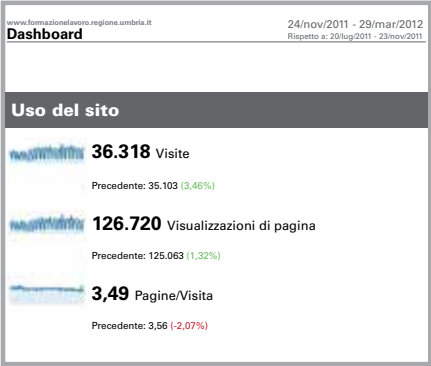 www.formazionelavoro.regione.umbria.it
Dashboard
24/nov/2011 - 29/mar/2012
Rispetto a: 20/lug/2011 - 23/nov/2011
Uso del sito
36.318 Visite
Precedente: 35.103 (3,46%)
126.720 Visualizzazioni di pagina
Precedente: 125.063 (1,32%)
3,49 Pagine/Visita
Precedente: 3,56 (-2,07%)